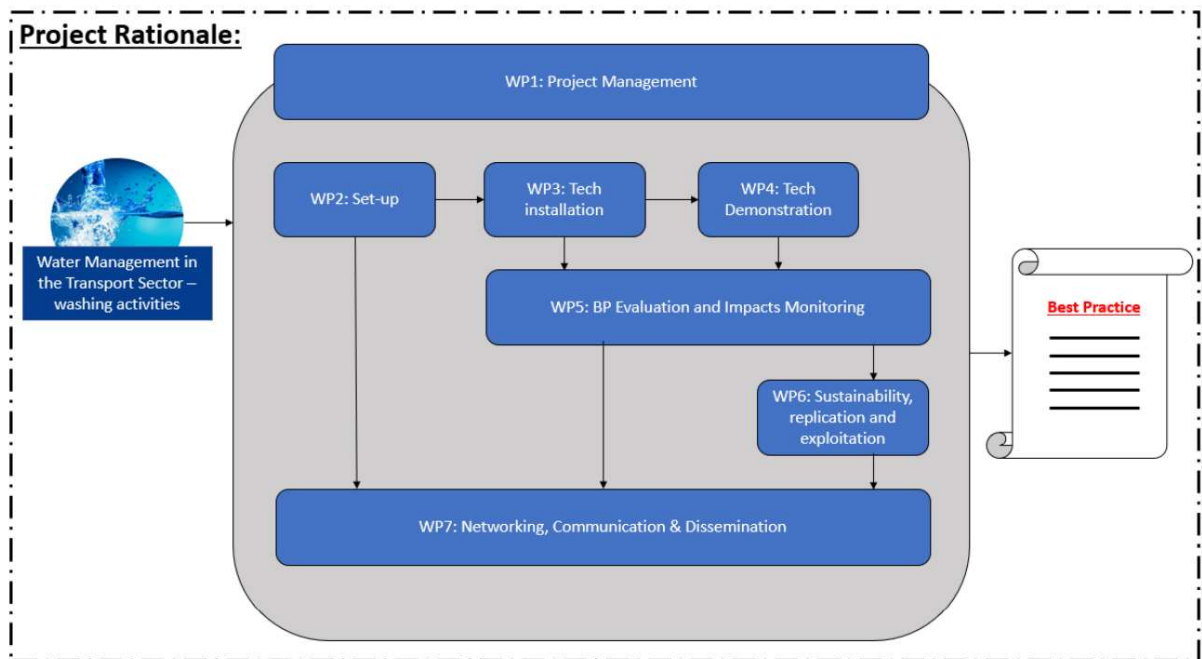 Project Rationale:
WP1: Project Management
WP2: Set-up
WP3: Tech
installation
WP4: Tech
Demonstration
Water Management in
the Transport Sector –
washing activities
WP5: BP Evaluation and Impacts Monitoring
Best Practice
WP6: Sustainability,
replication and
exploitation
WP7: Networking, Communication & Dissemination